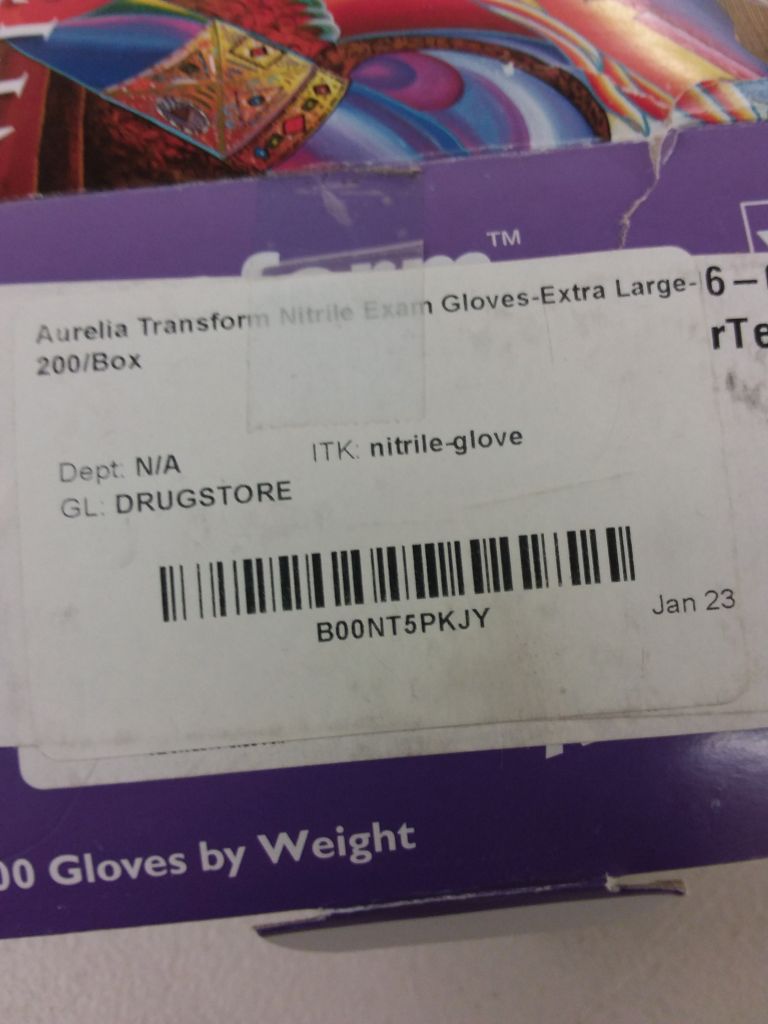 TM
Aurelia Transform Nitrile Exam Gloves-Extra Large-
200/Box
6 –
rTe
Dept: N/A
ITK: nitrile-glove
GL: DRUGSTORE
B00NT5PKJY
Jan 23
00 Gloves by Weight